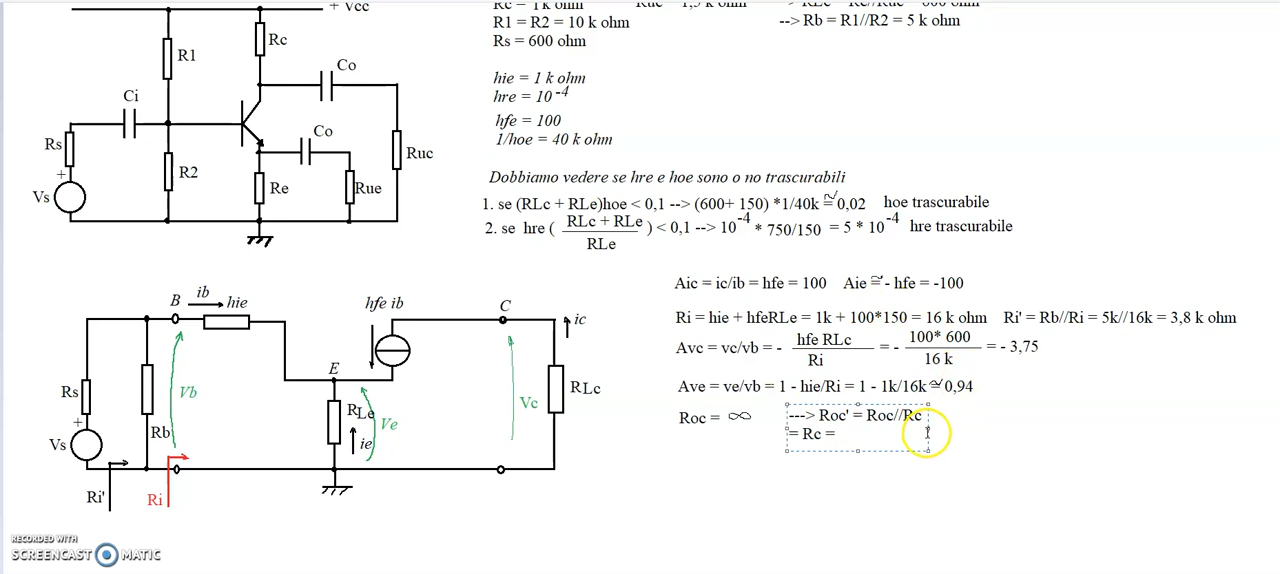 + Vcc
R1 = R2 = 10 k ohm
--> Rb = R1//R2 = 5 k ohm
Rs = 600 ohm
Rc
R1
Co
Ci
hie = 1 k ohm
hre = 10 -4
hfe = 100
1/hoe = 40 k ohm
Rs
+
Vs
R2
Co
Ruc
Re
Rue
Dobbiamo vedere se hre e hoe sono o no trascurabili
1. se (RLc + RLe)hoe < 0,1 --> (600+ 150) *1/40k ≅ 0,02 hoe trascurabile
2. se hre ( RLc + RLe / RLe ) < 0,1 --> 10 -4 * 750/150 = 5 * 10 -4 hre trascurabile
Aic = ic/ib = hfe = 100 Aie ≅ - hfe = -100
Ri = hie + hfeRLe = 1k + 100*150 = 16 k ohm Ri' = Rb//Ri = 5k//16k = 3,8 k ohm
Avc = vc/vb = - hfe RLc / Ri = - 100* 600 / 16 k = - 3,75
Ave = ve/vb = 1 - hie/Ri = 1 - 1k/16k ≅ 0,94
Roc = ∞ ---> Roc' = Roc//Rc
= Rc =
B ib hie
hfe ib
C
ic
E
Rs
+
Vs
Rb
Vb
RLe
Ve
ie
Vc
RLc
Ri'
Ri
RECORDED WITH
SCREENCAST MATIC